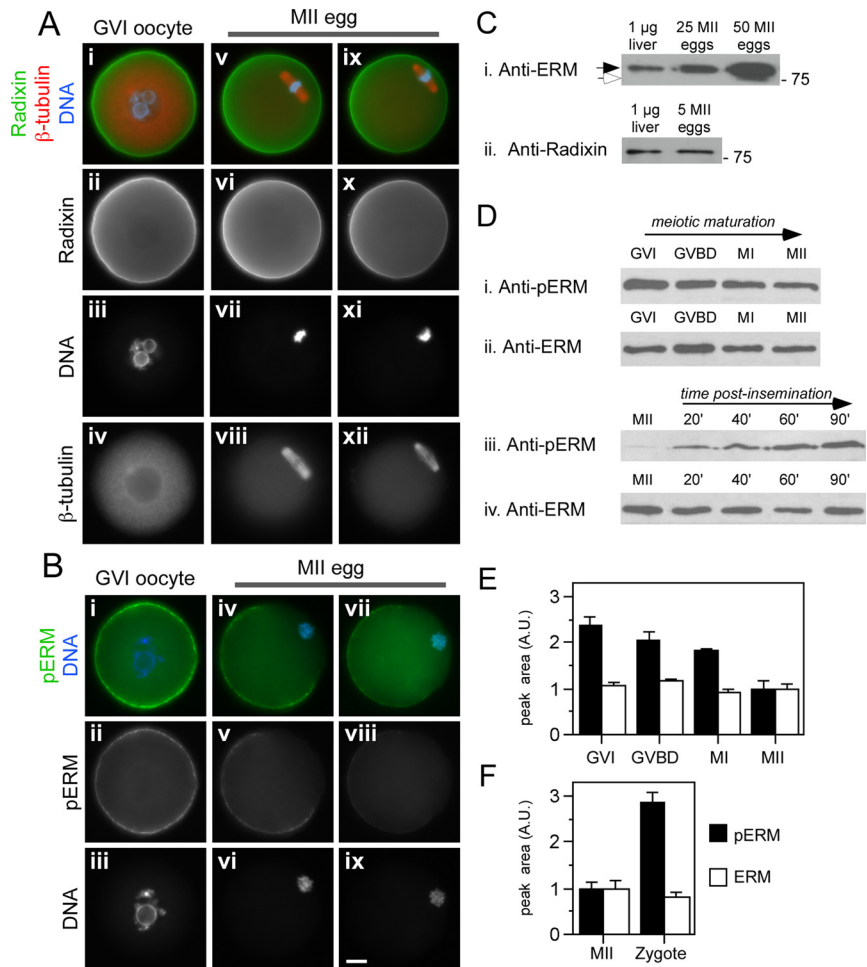 A
GVI oocyte
MII egg
Radixin
β-tubulin
DNA
i
v
ix
Radixin
ii
vi
x
DNA
iii
vii
xi
β-tubulin
iv
viii
xii
B
GVI oocyte
MII egg
pERM
DNA
i
iv
vii
pERM
ii
v
viii
DNA
iii
vi
ix
C
1 µg liver
25 MII eggs
50 MII eggs
i. Anti-ERM
- 75
1 µg liver
5 MII eggs
ii. Anti-Radixin
- 75
D
meiotic maturation
GVI GVBD MI MII
i. Anti-pERM
GVI GVBD MI MII
ii. Anti-ERM
time post-insemination
MII 20' 40' 60' 90'
iii. Anti-pERM
MII 20' 40' 60' 90'
iv. Anti-ERM
E
peak area (A.U.)
3
2
1
0
GVI GVBD MI MII
F
peak area (A.U.)
3
2
1
0
MII Zygote
pERM
ERM